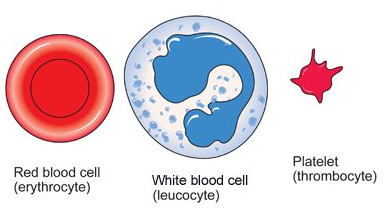 Red blood cell
(erythrocyte)
White blood cell
(leucocyte)
Platelet
(thrombocyte)